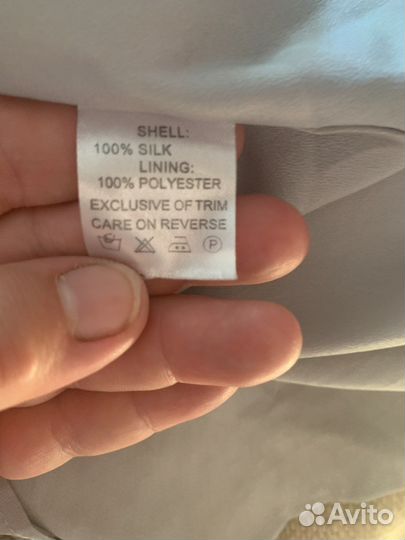 SHELL:
100% SILK
LINING:
100% POLYESTER
EXCLUSIVE OF TRIM
CARE ON REVERSE
P
Avito